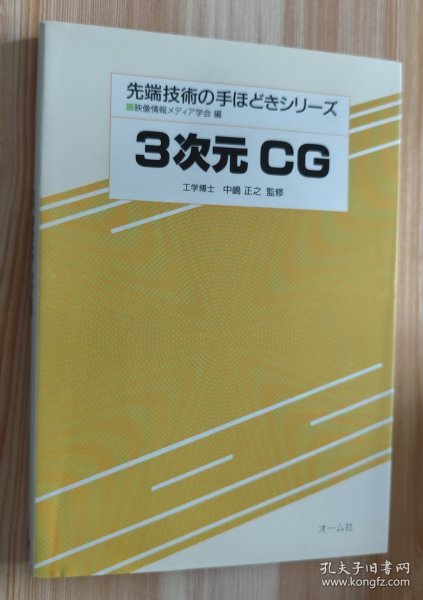 先端技術の手ほどきシリーズ
映像情報メディア学会 編
3次元 CG
工学博士 中嶋 正之 監修
オーム社
孔夫子旧书网
www.kongfz.com